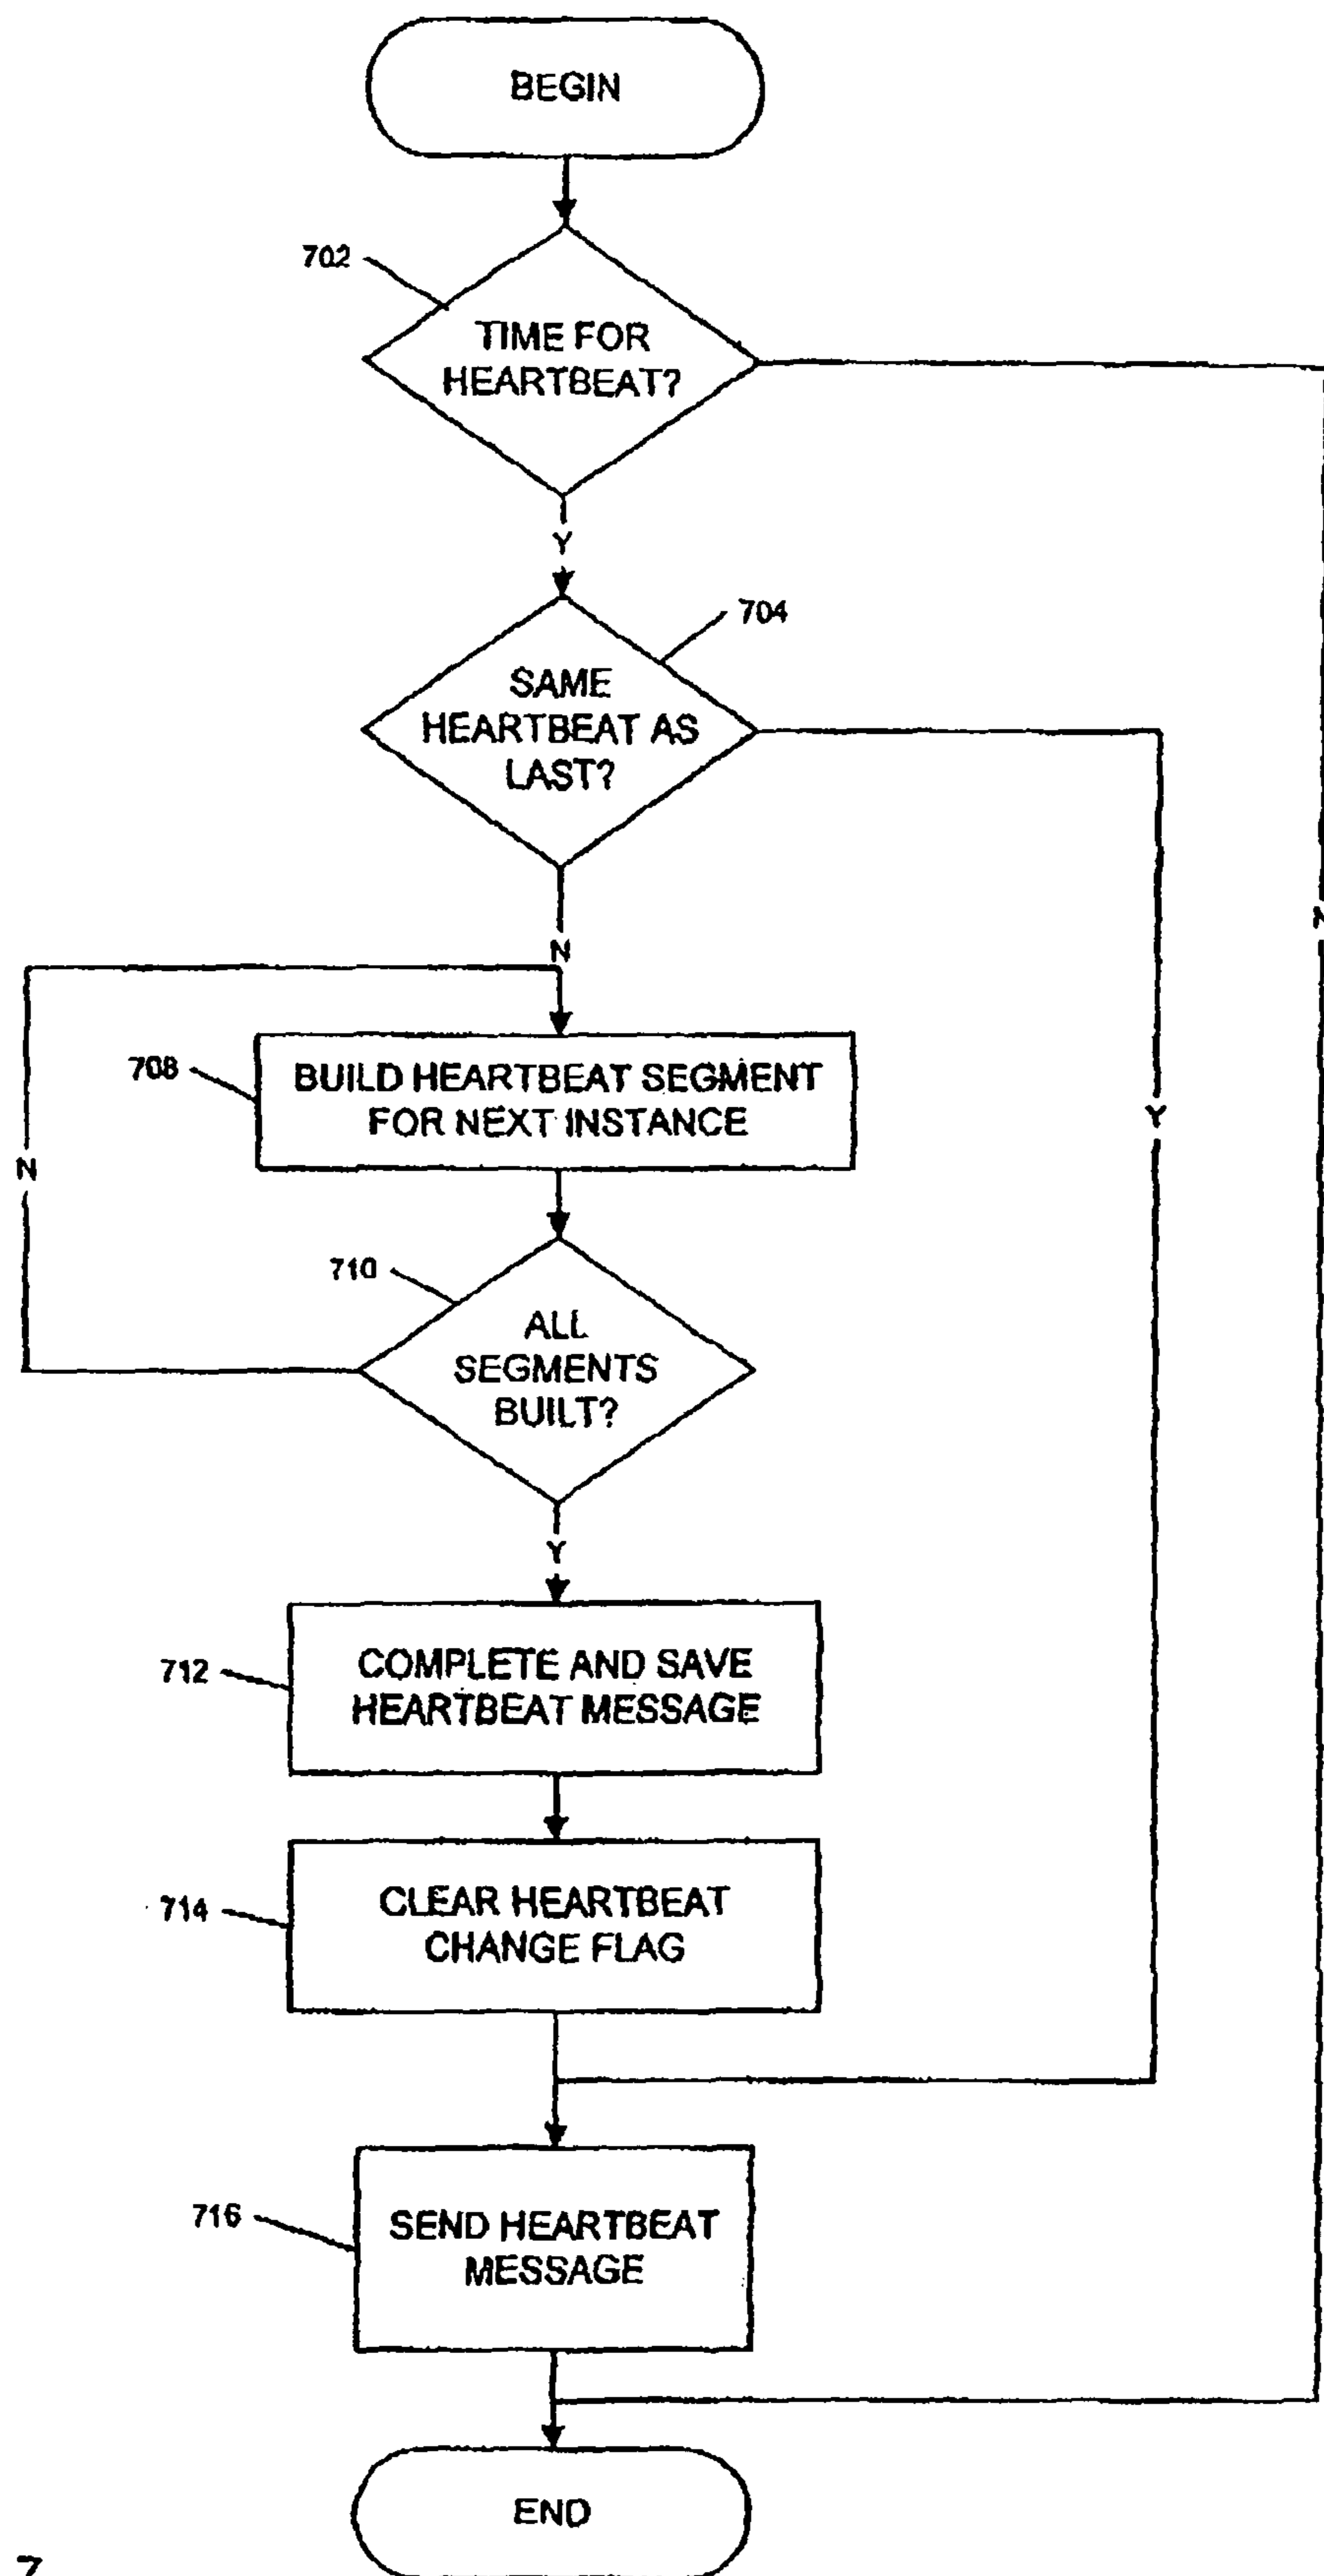 BEGIN
702
TIME FOR
HEARTBEAT?
Y
704
SAME
HEARTBEAT AS
LAST?
N
N
708
BUILD HEARTBEAT SEGMENT
FOR NEXT INSTANCE
Y
N
710
ALL
SEGMENTS
BUILT?
Y
712
COMPLETE AND SAVE
HEARTBEAT MESSAGE
714
CLEAR HEARTBEAT
CHANGE FLAG
716
SEND HEARTBEAT
MESSAGE
END
7